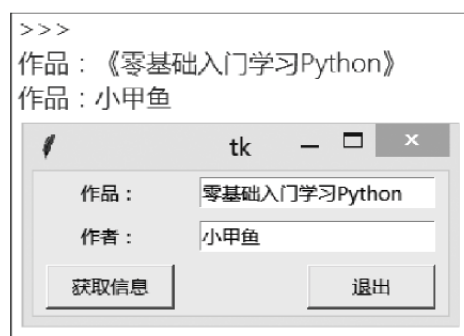 >>>
作品：《零基础入门学习Python》
作品：小甲鱼
tk
作品： 零基础入门学习Python
作者： 小甲鱼
获取信息 退出